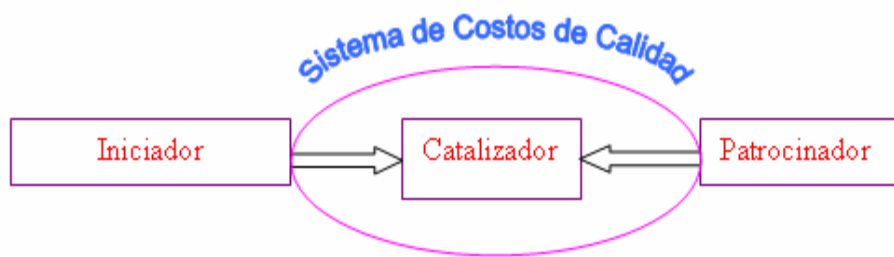 Sistema de Costos de Calidad
Iniciador
Catalizador
Patrocinador